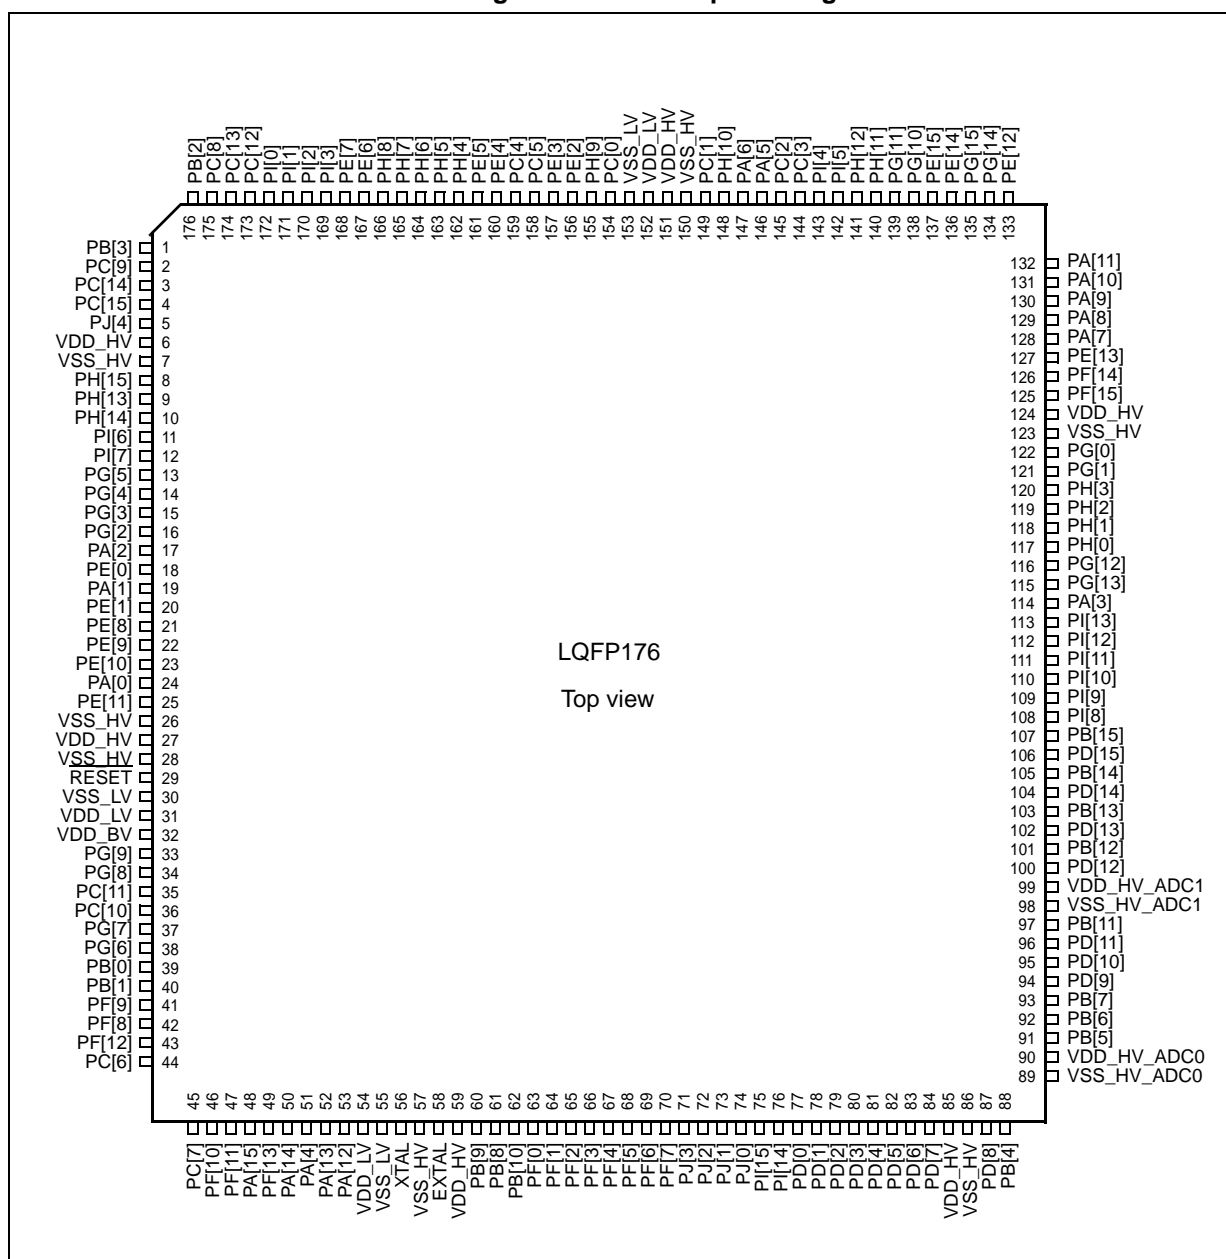 PB[2]
PC[8]
PC[13]
PC[12]
PI[0]
PI[1]
PI[2]
PI[3]
PE[7]
PE[6]
PH[8]
PH[7]
PH[6]
PH[5]
PH[4]
PE[5]
PE[4]
PC[4]
PC[5]
PE[3]
PE[2]
PH[9]
PC[0]
VSS_LV
VDD_LV
VDD_HV
VSS_HV
PC[1]
PH[10]
PA[6]
PA[5]
PC[2]
PC[3]
PI[4]
PI[5]
PH[12]
PH[11]
PG[11]
PG[10]
PE[15]
PE[14]
PG[15]
PG[14]
PE[12]
176
175
174
173
172
171
170
169
168
167
166
165
164
163
162
161
160
159
158
157
156
155
154
153
152
151
150
149
148
147
146
145
144
143
142
141
140
139
138
137
136
135
134
133
PB[3] 1
PC[9] 2
PC[14] 3
PC[15] 4
PJ[4] 5
VDD_HV 6
VSS_HV 7
PH[15] 8
PH[13] 9
PH[14] 10
PI[6] 11
PI[7] 12
PG[5] 13
PG[4] 14
PG[3] 15
PG[2] 16
PA[2] 17
PE[0] 18
PA[1] 19
PE[1] 20
PE[8] 21
PE[9] 22
PE[10] 23
PA[0] 24
PE[11] 25
VSS_HV 26
VDD_HV 27
VSS_HV 28
RESET 29
VSS_LV 30
VDD_LV 31
VDD_BV 32
PG[9] 33
PG[8] 34
PC[11] 35
PC[10] 36
PG[7] 37
PG[6] 38
PB[0] 39
PB[1] 40
PF[9] 41
PF[8] 42
PF[12] 43
PC[6] 44
LQFP176
Top view
132 PA[11]
131 PA[10]
130 PA[9]
129 PA[8]
128 PA[7]
127 PE[13]
126 PF[14]
125 PF[15]
124 VDD_HV
123 VSS_HV
122 PG[0]
121 PG[1]
120 PH[3]
119 PH[2]
118 PH[1]
117 PH[0]
116 PG[12]
115 PG[13]
114 PA[3]
113 PI[13]
112 PI[12]
111 PI[11]
110 PI[10]
109 PI[9]
108 PI[8]
107 PB[15]
106 PD[15]
105 PB[14]
104 PD[14]
103 PB[13]
102 PD[13]
101 PB[12]
100 PD[12]
99 VDD_HV_ADC1
98 VSS_HV_ADC1
97 PB[11]
96 PD[11]
95 PD[10]
94 PD[9]
93 PB[7]
92 PB[6]
91 PB[5]
90 VDD_HV_ADC0
89 VSS_HV_ADC0
45
46
47
48
49
50
51
52
53
54
55
56
57
58
59
60
61
62
63
64
65
66
67
68
69
70
71
72
73
74
75
76
77
78
79
80
81
82
83
84
85
86
87
88
PC[7]
PF[10]
PF[11]
PA[15]
PF[13]
PA[14]
PA[4]
PA[13]
PA[12]
VDD_LV
VSS_LV
XTAL
VSS_HV
EXTAL
VDD_HV
PB[9]
PB[8]
PB[10]
PF[0]
PF[1]
PF[2]
PF[3]
PF[4]
PF[5]
PF[6]
PF[7]
PJ[3]
PJ[2]
PJ[1]
PJ[0]
PI[15]
PI[14]
PD[0]
PD[1]
PD[2]
PD[3]
PD[4]
PD[5]
PD[6]
PD[7]
VDD_HV
VSS_HV
PD[8]
PB[4]